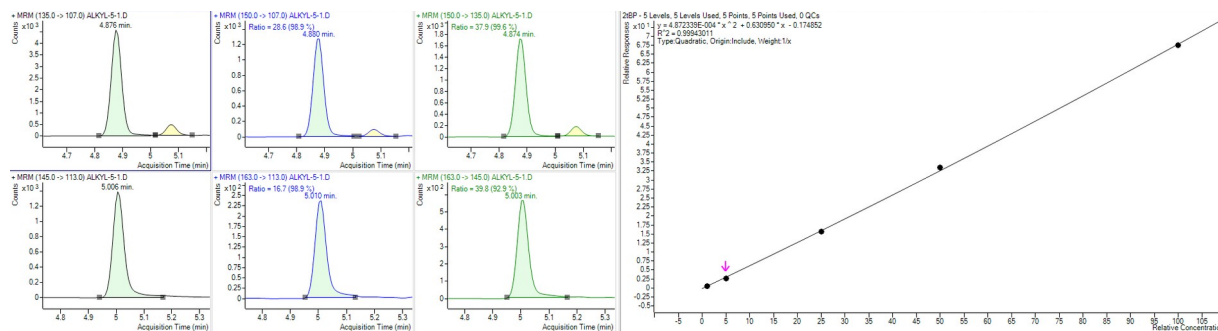 + MRM (135.0 -> 107.0) ALKYL-5-1.D
Counts
x10 3
4.876 min.
4.5
4
3.5
3
2.5
2
1.5
1
0.5
0
4.7 4.8 4.9 5 5.1
Acquisition Time (min)
+ MRM (150.0 -> 107.0) ALKYL-5-1.D
Ratio = 28.6 (98.9 %)
Counts
x10 3
4.880 min.
1.2
1
0.8
0.6
0.4
0.2
0
4.7 4.8 4.9 5 5.1
Acquisition Time (min)
+ MRM (150.0 -> 135.0) ALKYL-5-1.D
Ratio = 37.9 (99.6 %)
Counts
x10 3
4.874 min.
1.75
1.5
1.25
1
0.75
0.5
0.25
0
4.7 4.8 4.9 5 5.1
Acquisition Time (min)
+ MRM (145.0 -> 113.0) ALKYL-5-1.D
Counts
x10 3
5.006 min.
1.2
1
0.8
0.6
0.4
0.2
0
4.8 4.9 5 5.1 5.2 5.3
Acquisition Time (min)
+ MRM (163.0 -> 113.0) ALKYL-5-1.D
Ratio = 16.7 (98.9 %)
Counts
x10 2
5.010 min.
2.25
2
1.75
1.5
1.25
1
0.75
0.5
0.25
0
4.8 4.9 5 5.1 5.2 5.3
Acquisition Time (min)
+ MRM (163.0 -> 145.0) ALKYL-5-1.D
Ratio = 39.8 (92.9 %)
Counts
x10 2
5.003 min.
5
4
3
2
1
0
4.8 4.9 5 5.1 5.2 5.3
Acquisition Time (min)
2tBP - 5 Levels, 5 Levels Used, 5 Points, 5 Points Used, 0 QCs
y = 4.872339E-004 * x ^ 2 + 0.630950 * x - 0.174852
R^2 = 0.99943011
Type:Quadratic, Origin:Include, Weight:1/x
Relative Responses
x10 1
6.75
6.5
6.25
6
5.75
5.5
5.25
5
4.75
4.5
4.25
4
3.75
3.5
3.25
3
2.75
2.5
2.25
2
1.75
1.5
1.25
1
0.75
0.5
0.25
0
-0.25
-0.5
-5 0 5 10 15 20 25 30 35 40 45 50 55 60 65 70 75 80 85 90 95 100 105